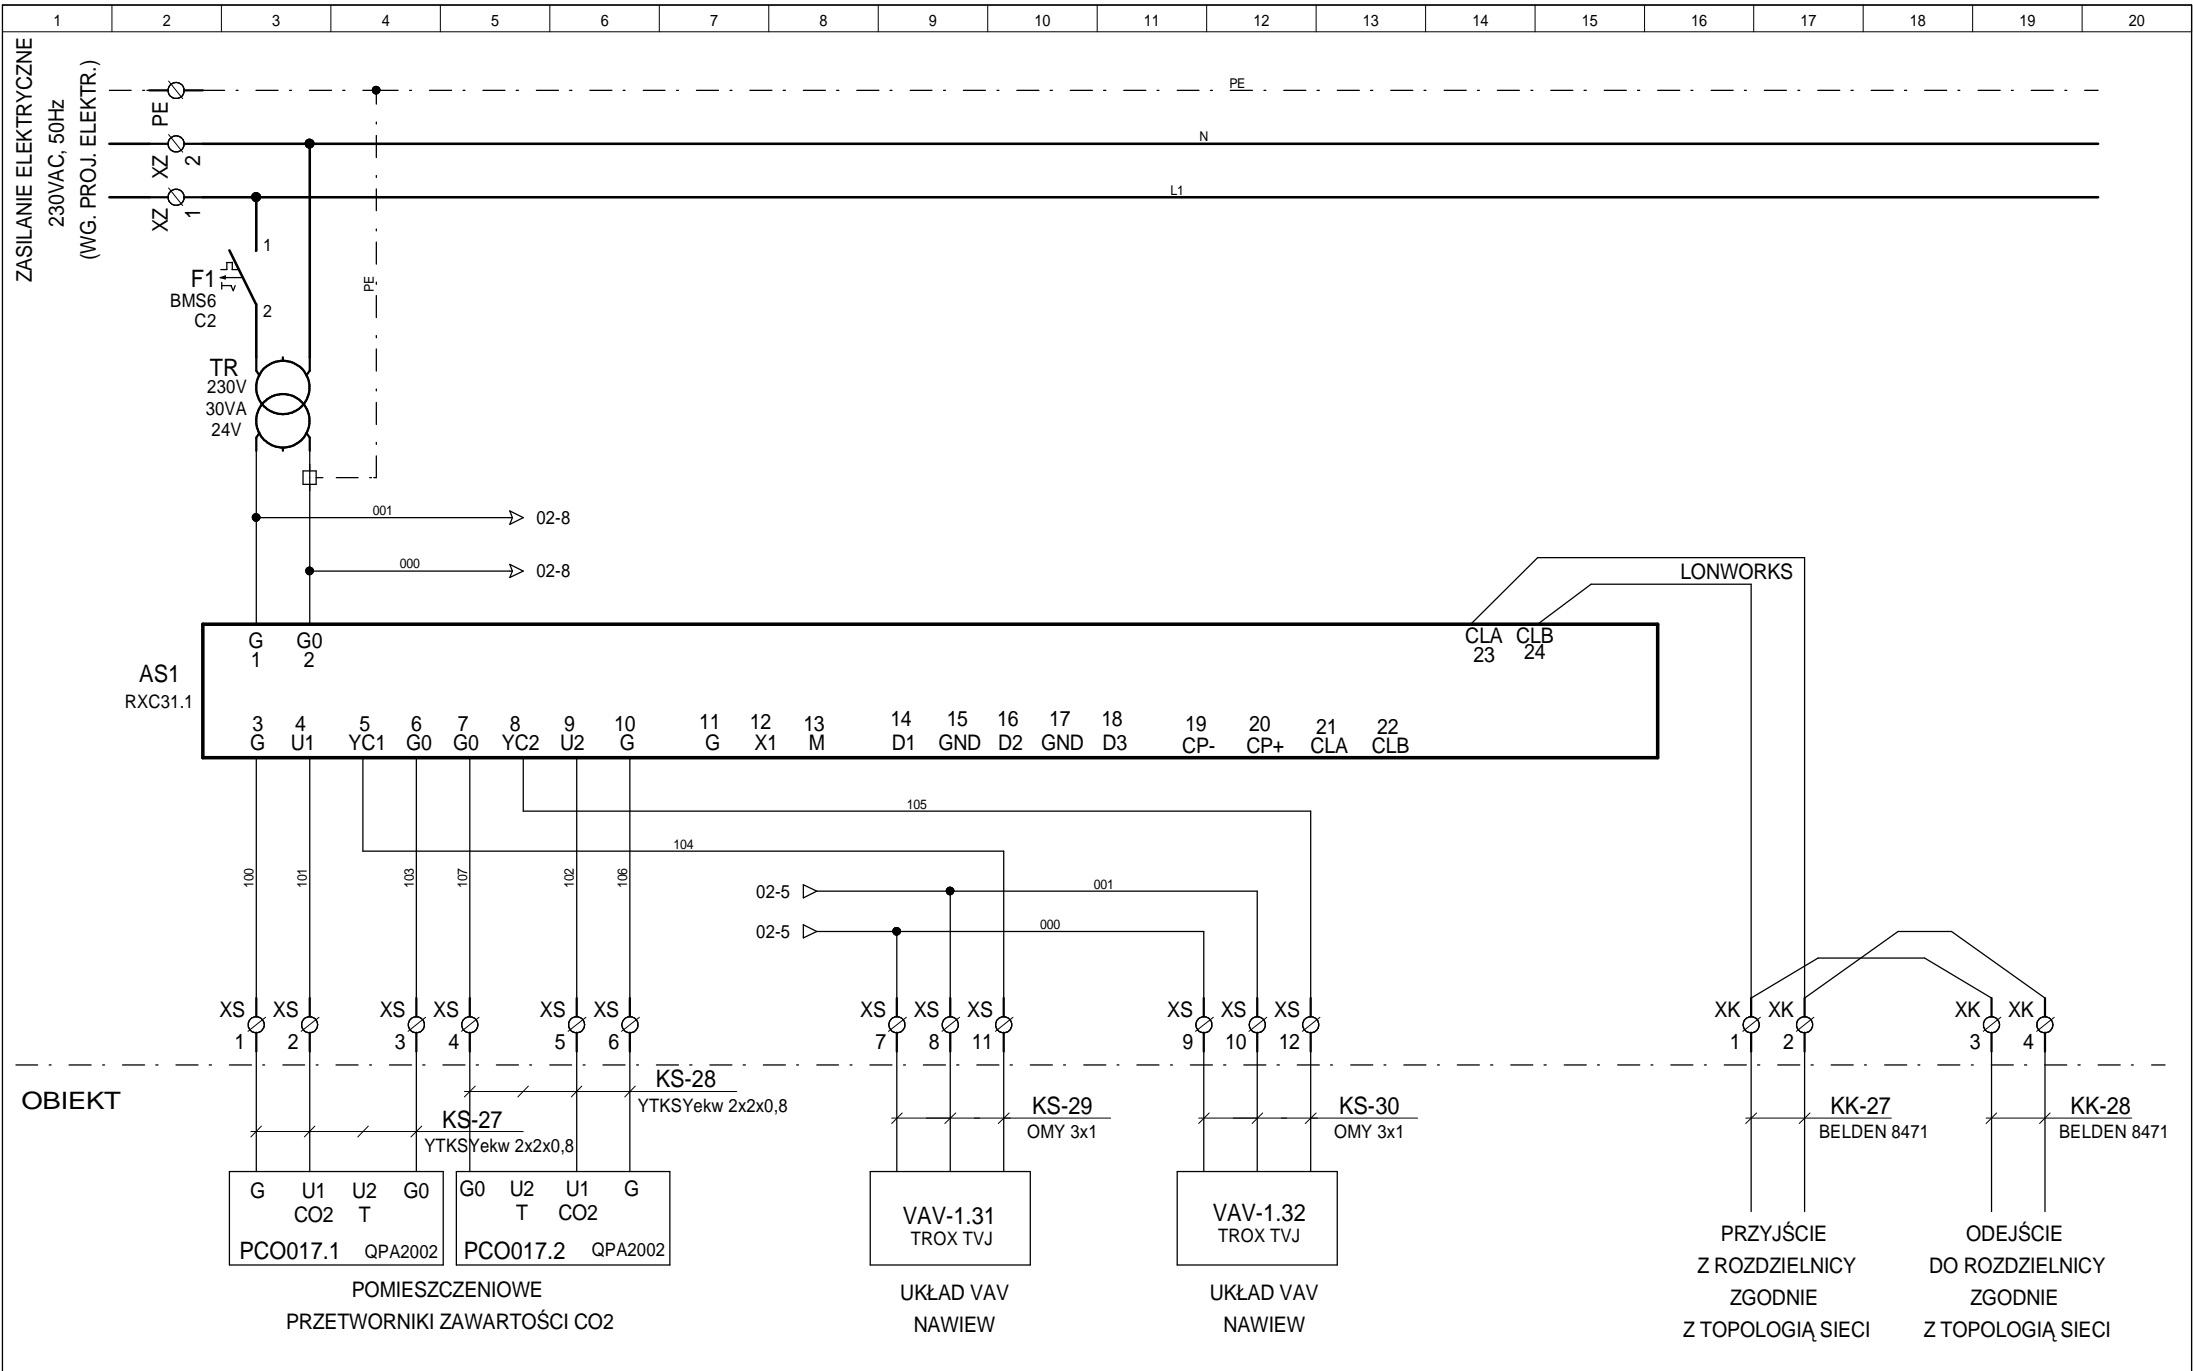 1 2 3 4 5 6 7 8 9 10 11 12 13 14 15 16 17 18 19 20
ZASILANIE ELEKTRYCZNE
230VAC, 50Hz
(WG. PROJ. ELEKTR.)
PE
PE
XZ 2
N
XZ 1
L1
1
F1
BMS6
C2
2
PE
TR
230V
30VA
24V
001 02-8
000 02-8
LONWORKS
AS1
RXC31.1
G G0 CLA CLB
1 2 23 24
3 4 5 6 7 8 9 10 11 12 13 14 15 16 17 18 19 20 21 22
G U1 YC1 G0 G0 YC2 U2 G G X1 M D1 GND D2 GND D3 CP- CP+ CLA CLB
105
104
100 101 103 107 102 106
02-5 001
02-5 000
XS XS XS XS XS XS XS XS XS XS XS XS XK XK XK XK
1 2 3 4 5 6 7 8 11 9 10 12 1 2 3 4
OBIEKT
KS-28
YTKSYekw 2x2x0,8
KS-27
YTKSYekw 2x2x0,8
KS-29
OMY 3x1
KS-30
OMY 3x1
KK-27
BELDEN 8471
KK-28
BELDEN 8471
G U1 U2 G0
CO2 T
PCO017.1 QPA2002
G0 U2 U1 G
T CO2
PCO017.2 QPA2002
POMIESZCZENIOWE
PRZETWORNIKI ZAWARTOŚCI CO2
VAV-1.31
TROX TVJ
UKŁAD VAV
NAWIEW
VAV-1.32
TROX TVJ
UKŁAD VAV
NAWIEW
PRZYJŚCIE
Z ROZDZIELNICY
ZGODNIE
Z TOPOLOGIĄ SIECI
ODEJŚCIE
DO ROZDZIELNICY
ZGODNIE
Z TOPOLOGIĄ SIECI